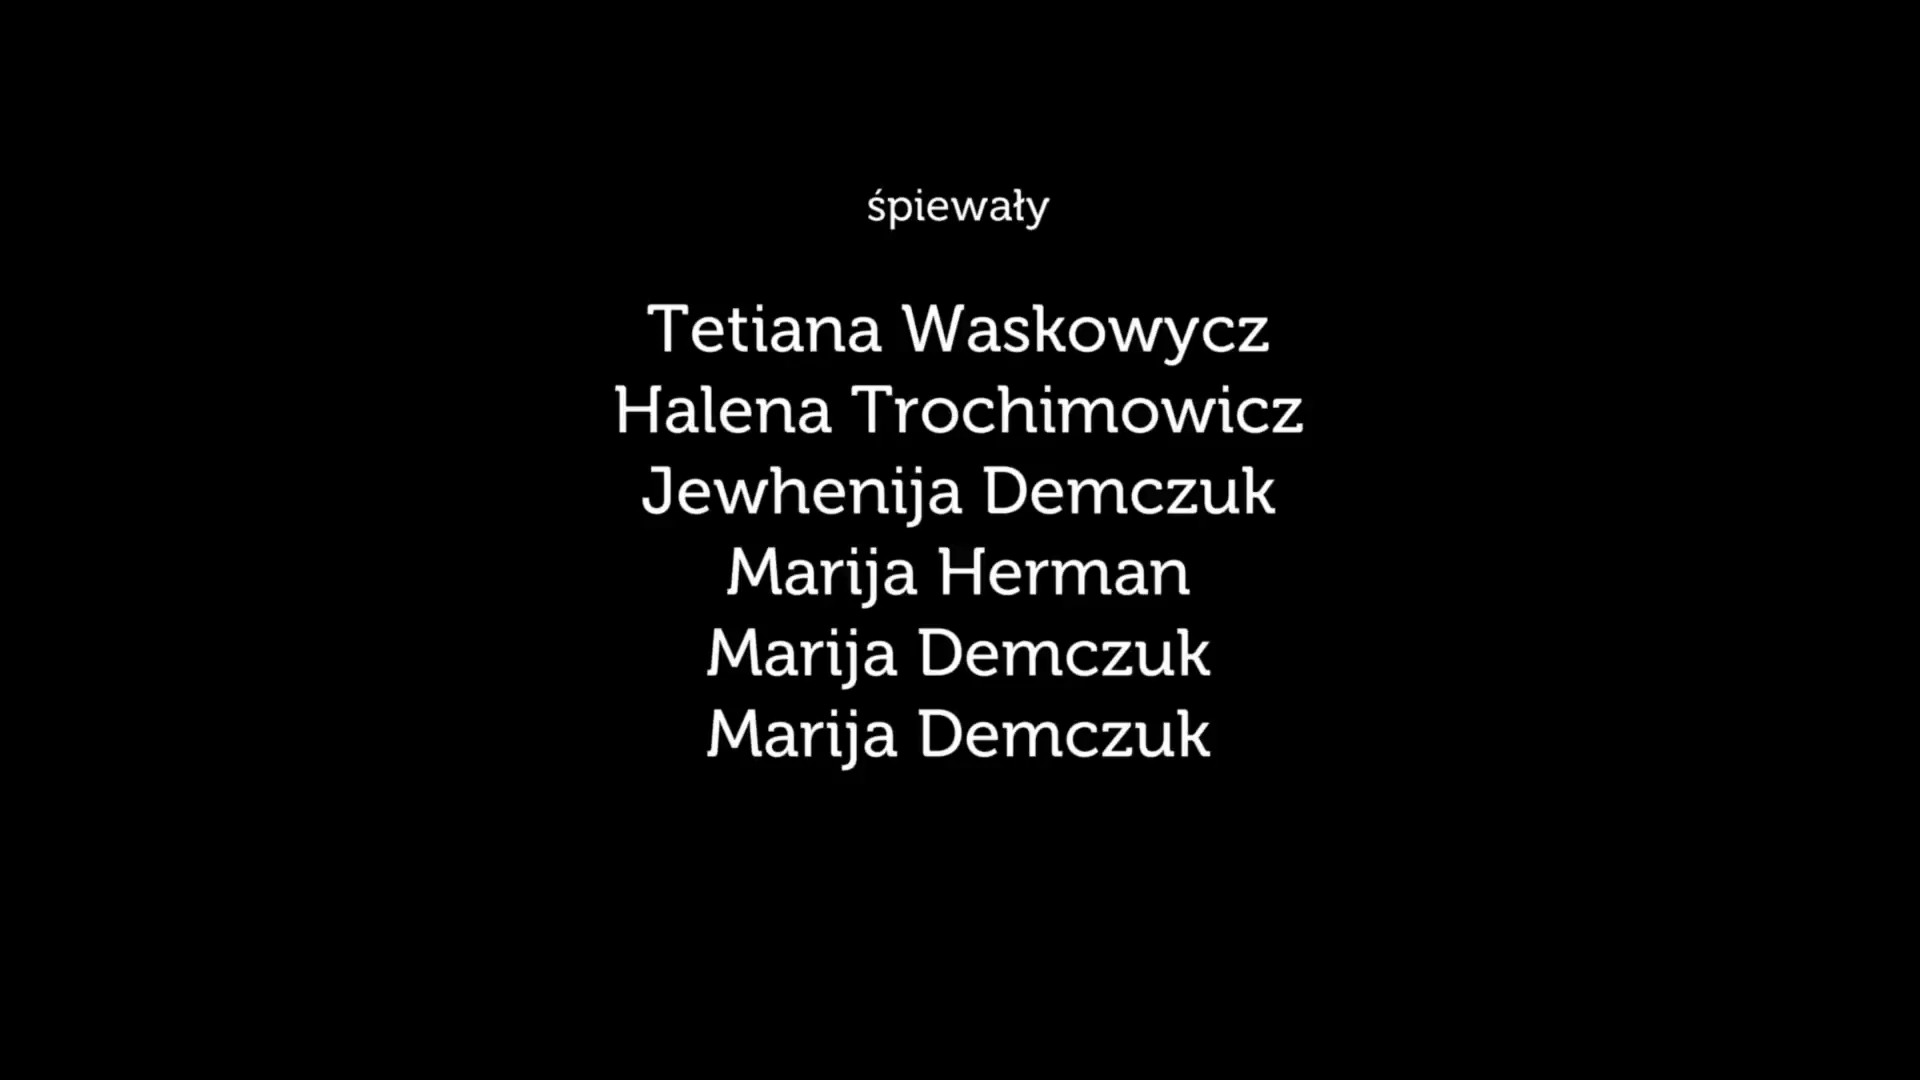 śpiewały
Tetiana Waskowycz
Halena Trochimowicz
Jewhenija Demczuk
Marija Herman
Marija Demczuk
Marija Demczuk